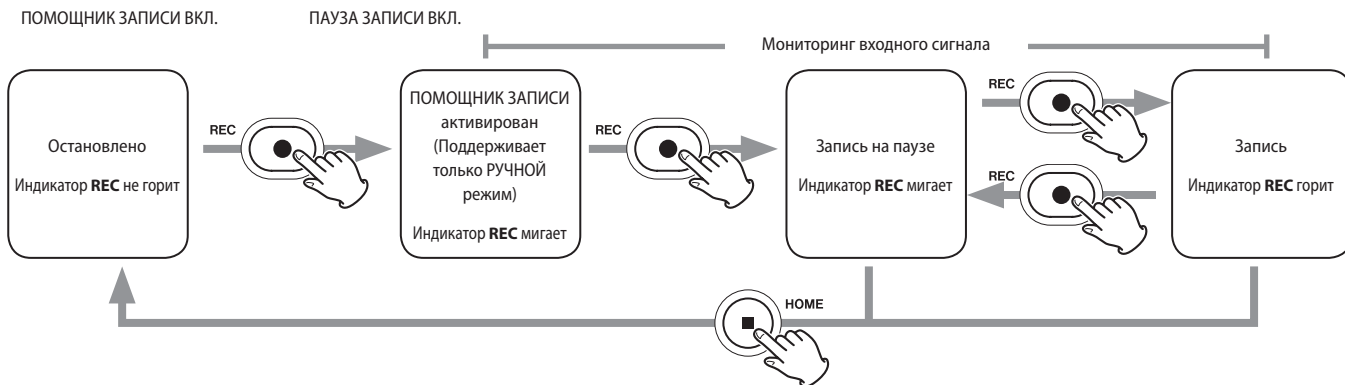 ПОМОЩНИК ЗАПИСИ ВКЛ.
ПАУЗА ЗАПИСИ ВКЛ.
Мониторинг входного сигнала
Остановлено
Индикатор REC не горит
REC
ПОМОЩНИК ЗАПИСИ
активирован
(Поддерживает
только РУЧНОЙ
режим)
Индикатор REC мигает
REC
Запись на паузе
Индикатор REC мигает
REC
REC
Запись
Индикатор REC горит
HOME